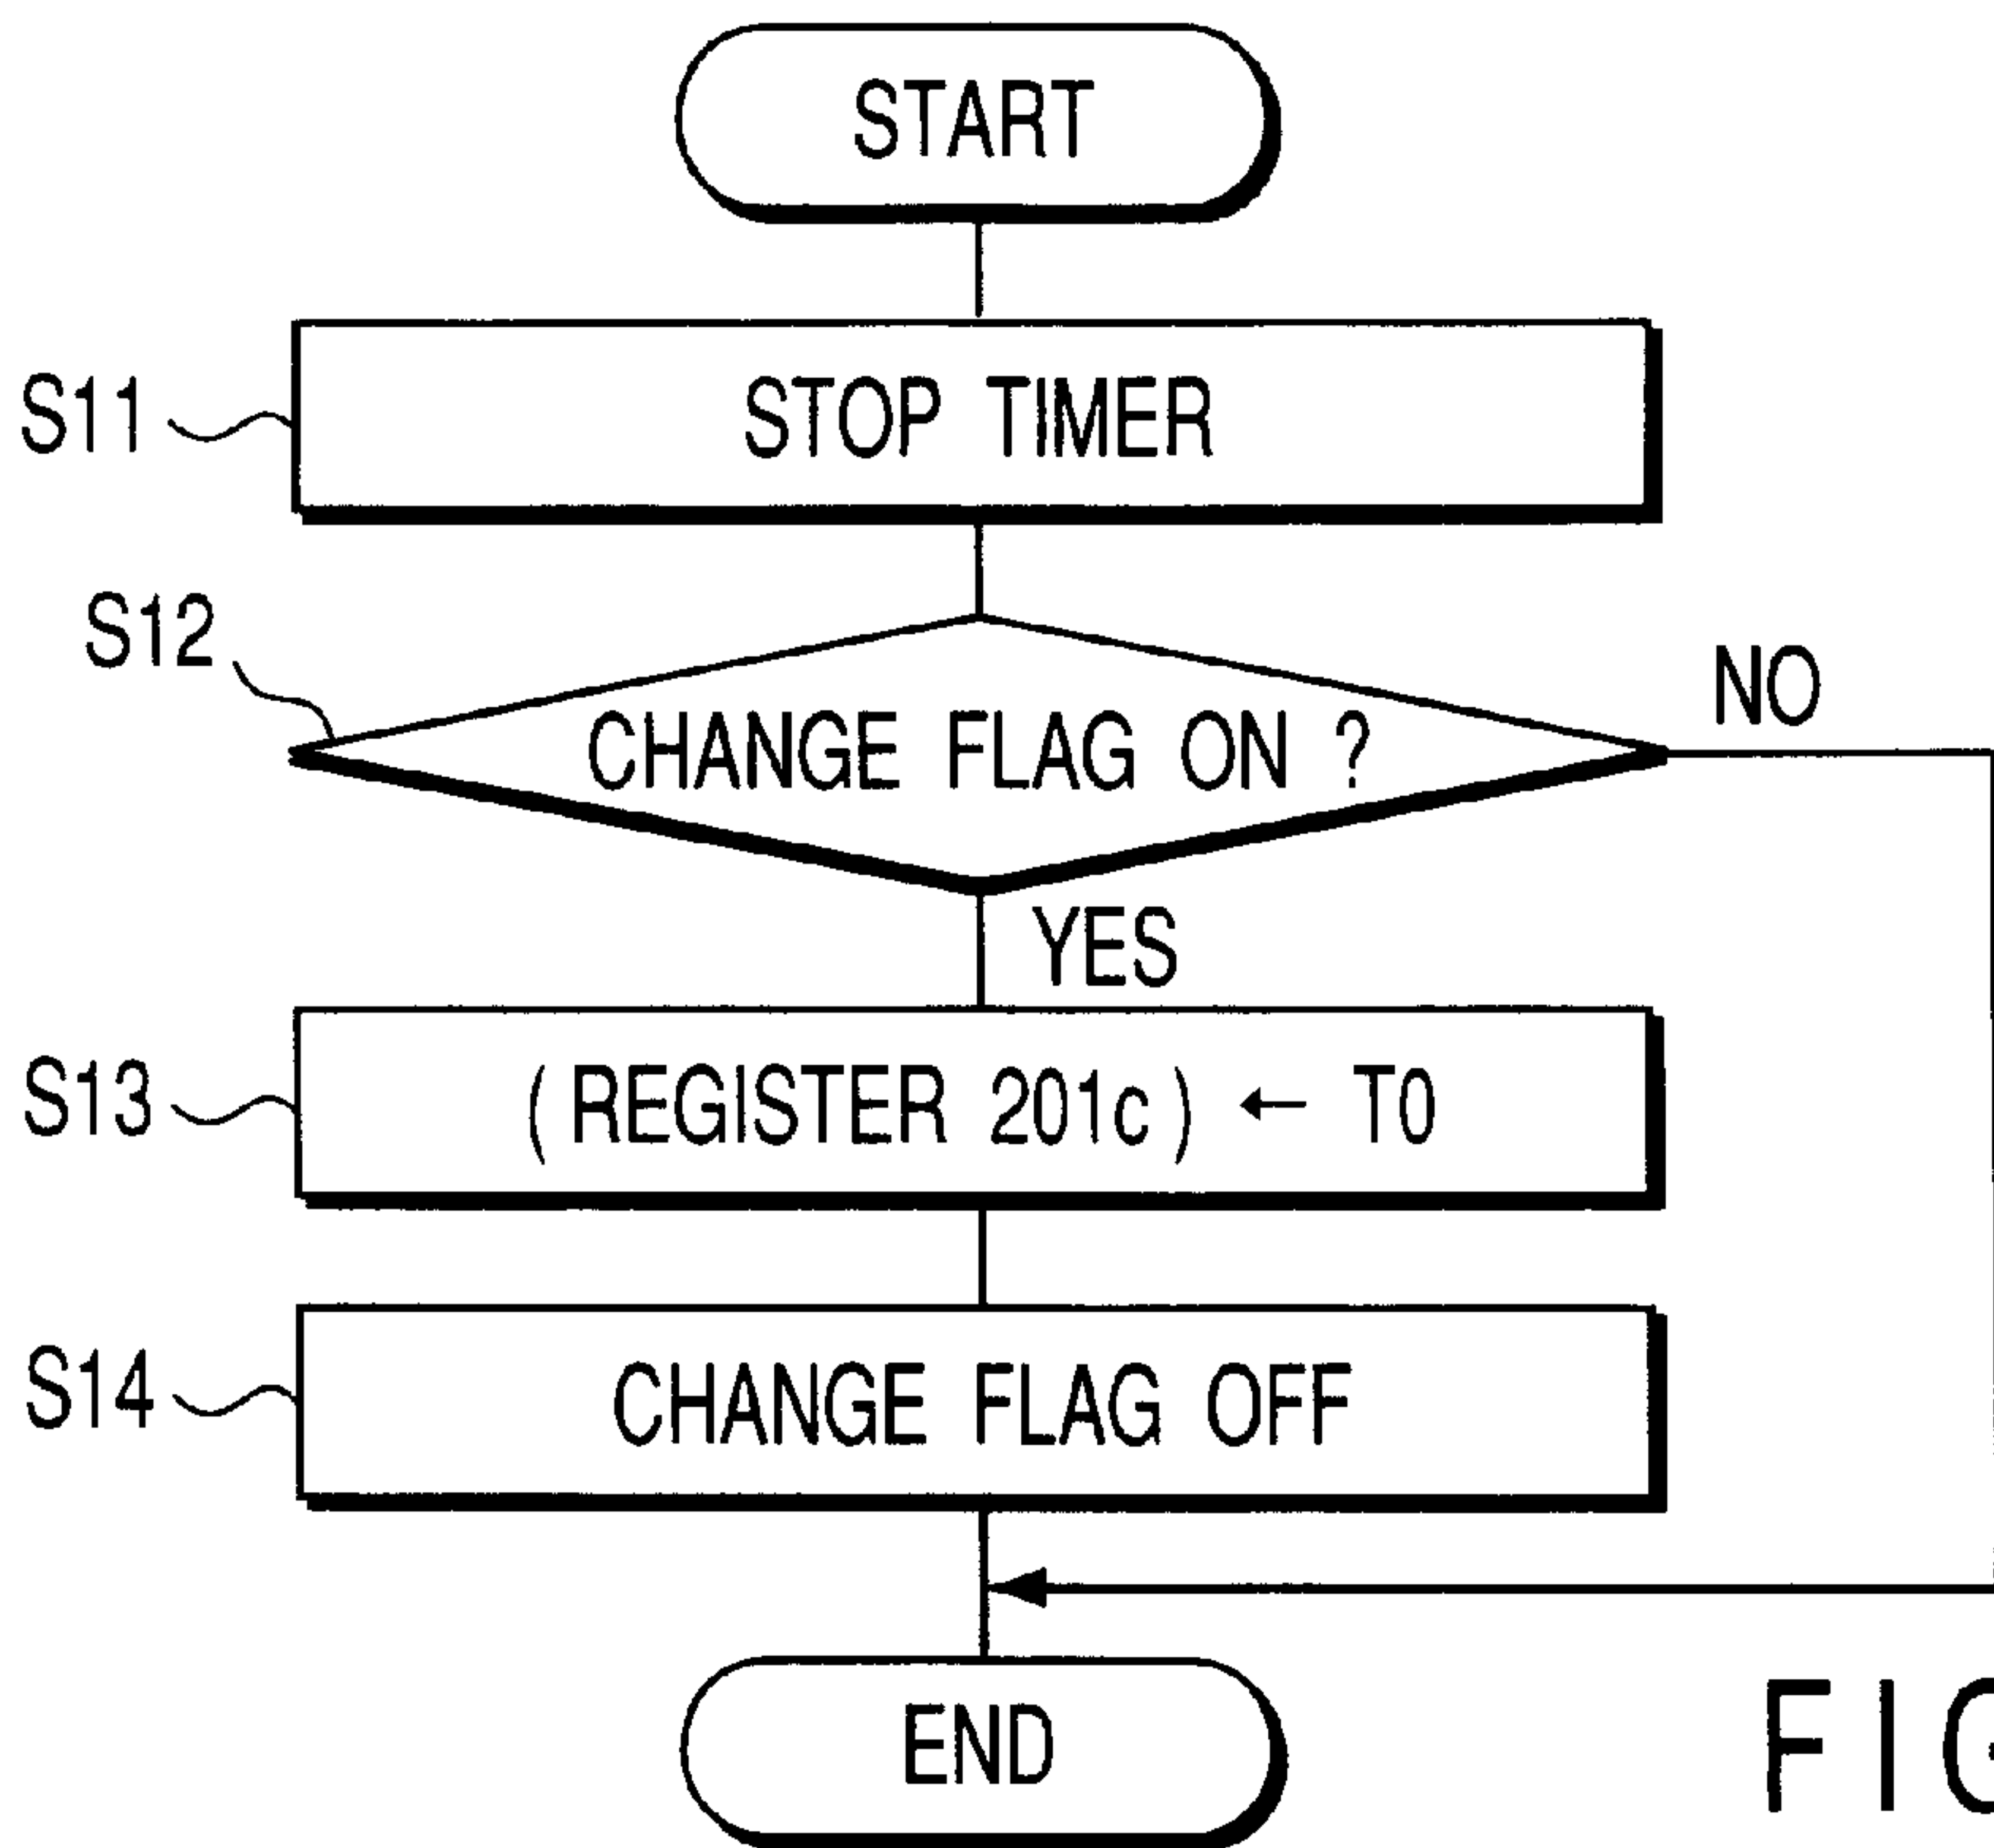 START
S11
STOP TIMER
S12
CHANGE FLAG ON ?
NO
YES
S13
(REGISTER 201c) ← T0
S14
CHANGE FLAG OFF
END